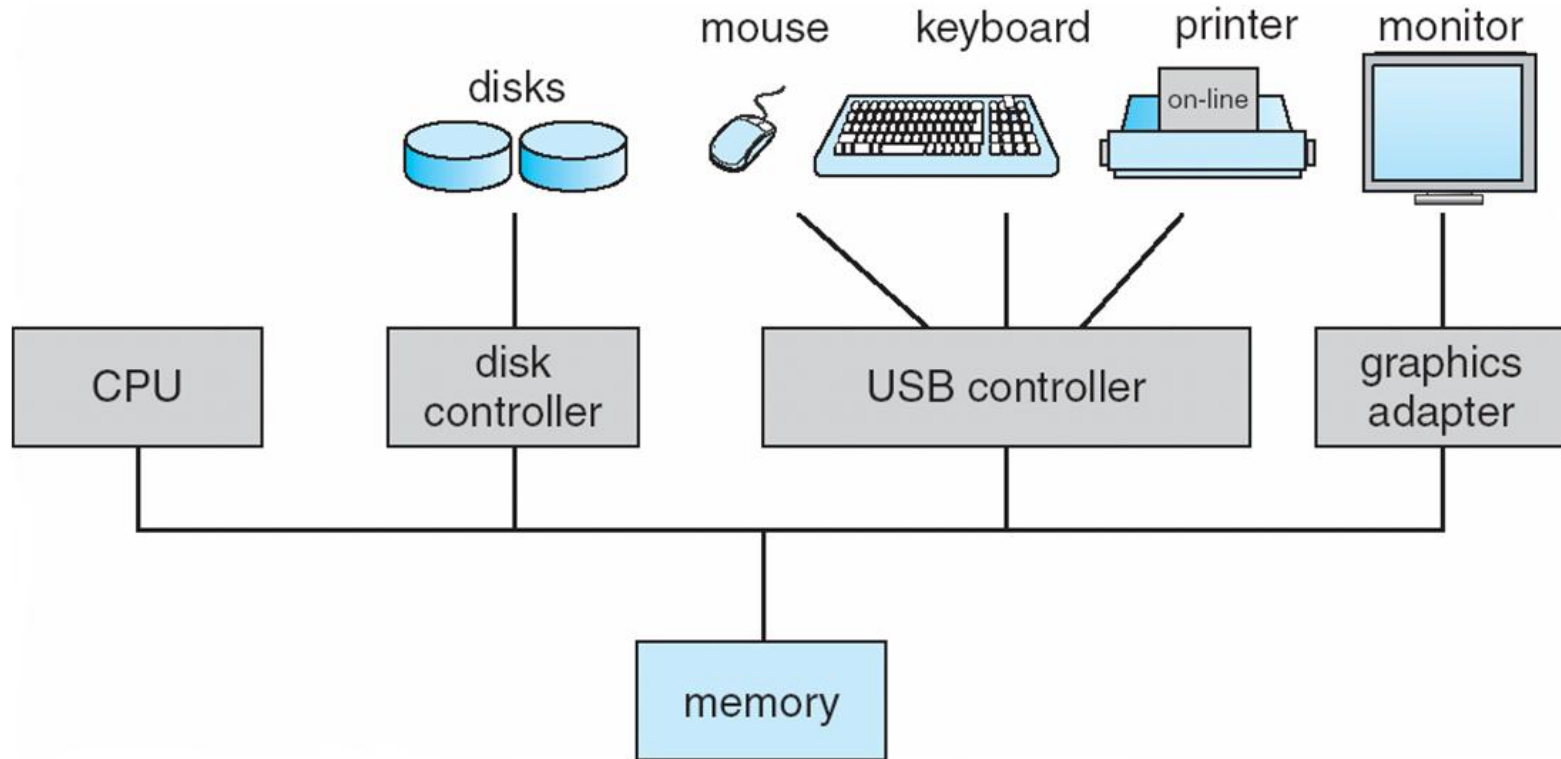 mouse
keyboard
printer
monitor
disks
on-line
CPU
disk
controller
USB controller
graphics
adapter
memory